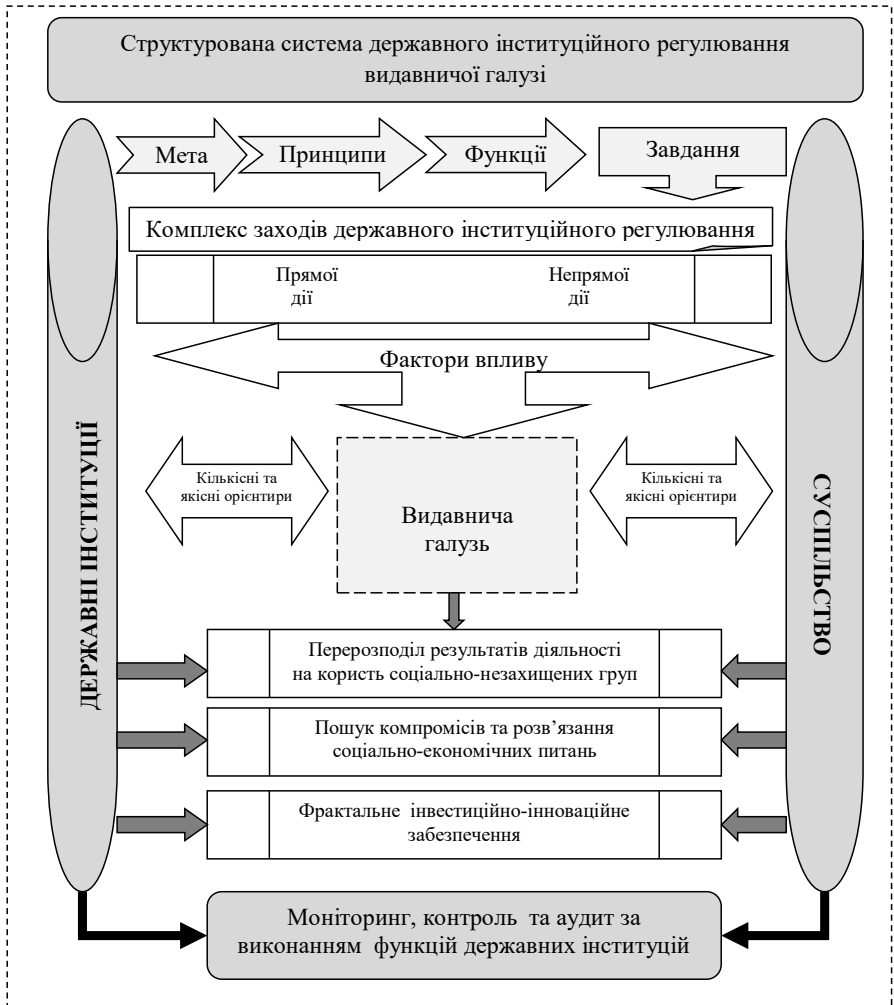 Структурована система державного інституційного регулювання
видавничої галузі
Мета
Принципи
Функції
Завдання
Комплекс заходів державного інституційного регулювання
Прямої
дії
Непрямої
дії
Фактори впливу
ДЕРЖАВНІ ІНСТИТУЦІЇ
Кількісні та
якісні орієнтири
Видавнича
галузь
Кількісні та
якісні орієнтири
СУСПІЛЬСТВО
Перерозподіл результатів діяльності
на користь соціально-незахищених груп
Пошук компромісів та розв’язання
соціально-економічних питань
Фрактальне інвестиційно-інноваційне
забезпечення
Моніторинг, контроль та аудит за
виконанням функцій державних інституцій